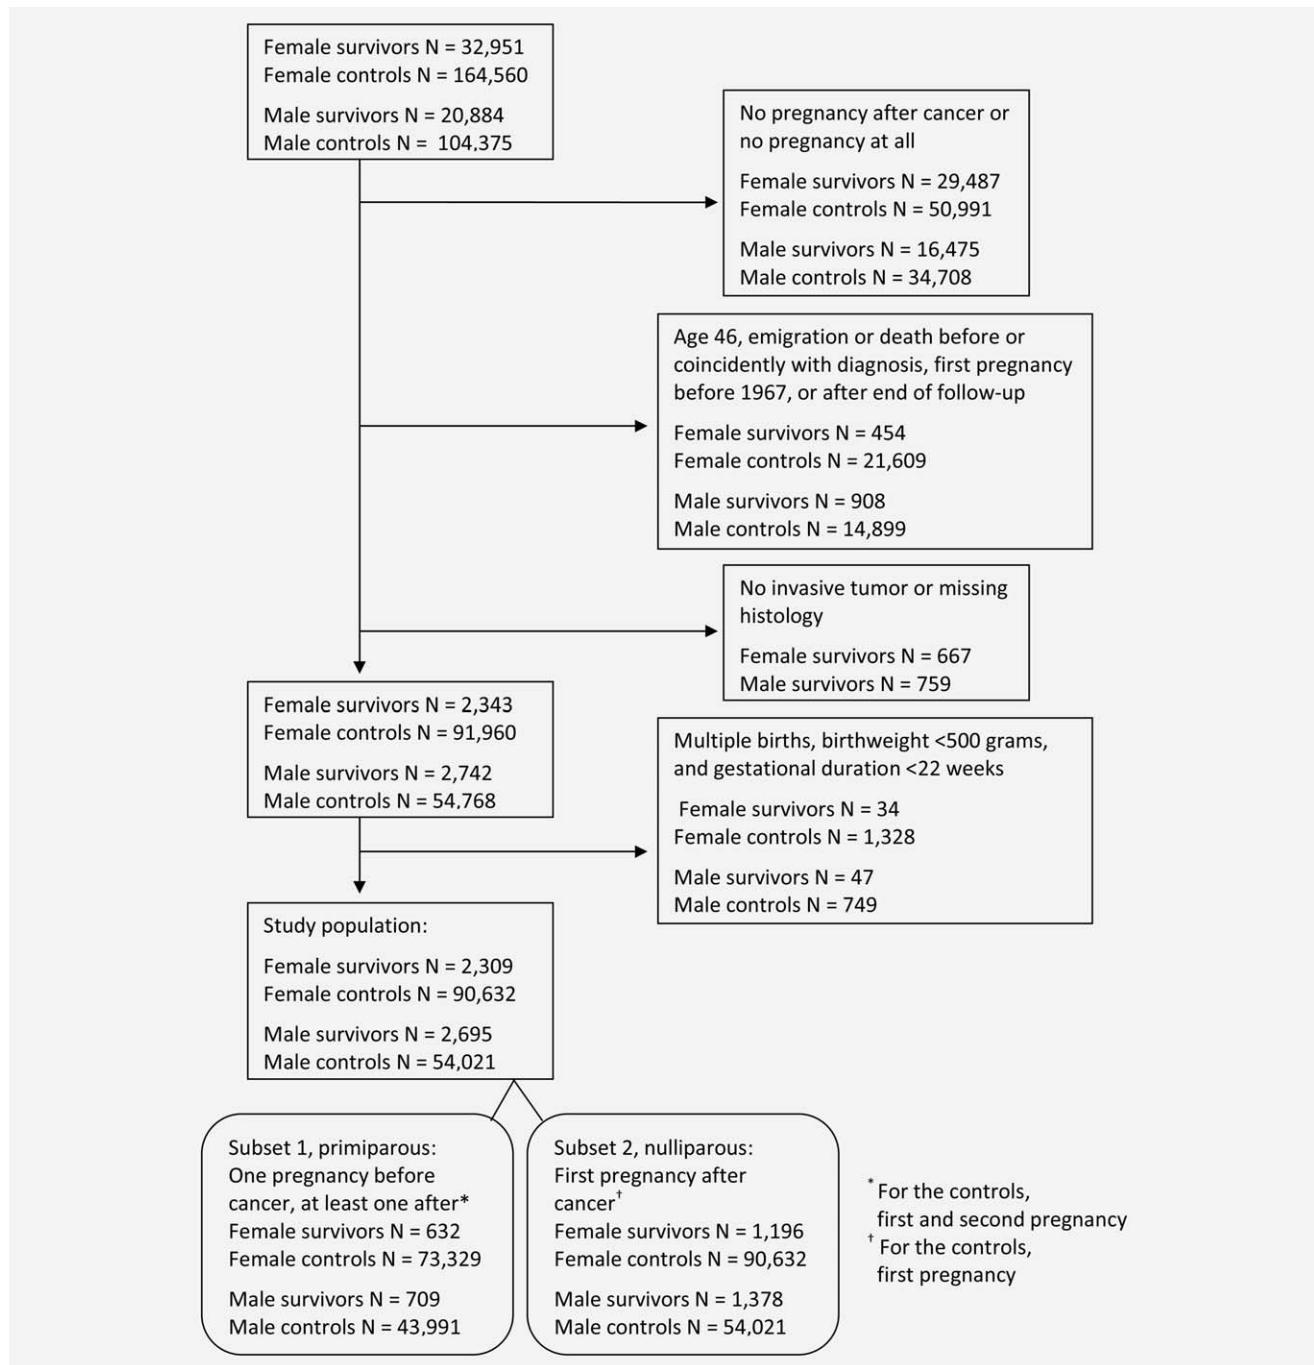 Female survivors N = 32,951
Female controls N = 164,560
Male survivors N = 20,884
Male controls N =  104,375
No pregnancy after cancer or
no pregnancy at all
Female survivors N = 29,487
Female controls N = 50,991
Male survivors N = 16,475
Male controls N = 34,708
Age 46, emigration or death before or
coincidently with diagnosis, first pregnancy
before 1967, or after end of follow-up
Female survivors N = 454
Female controls N = 21,609
Male survivors N = 908
Male controls N = 14,899
No invasive tumor or missing
histology
Female survivors N = 667
Male survivors N = 759
Female survivors N = 2,343
Female controls N = 91,960
Male survivors N = 2,742
Male controls N = 54,768
Multiple births, birthweight <500 grams,
and gestational duration <22 weeks
Female survivors N = 34
Female controls N = 1,328
Male survivors N = 47
Male controls N = 749
Study population:
Female survivors N = 2,309
Female controls N = 90,632
Male survivors N = 2,695
Male controls N = 54,021
Subset 1, primiparous:
One pregnancy before
cancer, at least one after*
Female survivors N = 632
Female controls N = 73,329
Male survivors N = 709
Male controls N = 43,991
Subset 2, nulliparous:
First pregnancy after
cancer†
Female survivors N = 1,196
Female controls N = 90,632
Male survivors N = 1,378
Male controls N = 54,021
* For the controls,
first and second pregnancy
† For the controls,
first pregnancy